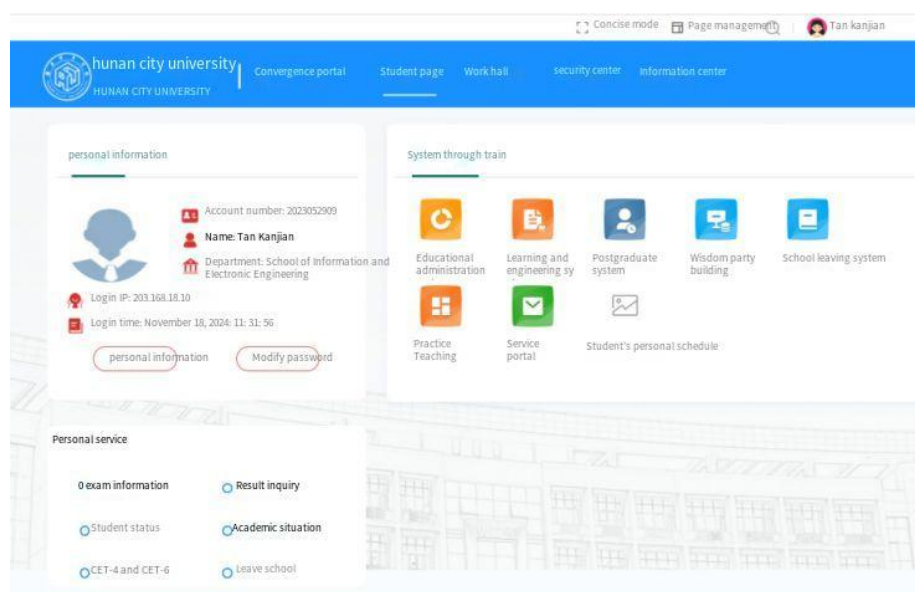 Concise mode
Page management
Tan kanjian
hunan city university
HUNAN CITY UNIVERSITY
Convergence portal
Student page
Work hall
security center
Information center
personal information
Account number: 2023052909
Name: Tan Kanjian
Department: School of Information and
Electronic Engineering
Login IP: 203.168.18.10
Login time: November 18, 2024: 11: 31: 56
personal information
Modify password
System through train
Educational
administration
Learning and
engineering sy
Postgraduate
system
Wisdom party
building
School leaving system
Practice
Teaching
Service
portal
Student's personal schedule
Personal service
0 exam information
Result inquiry
Student status
Academic situation
CET-4 and CET-6
Leave school